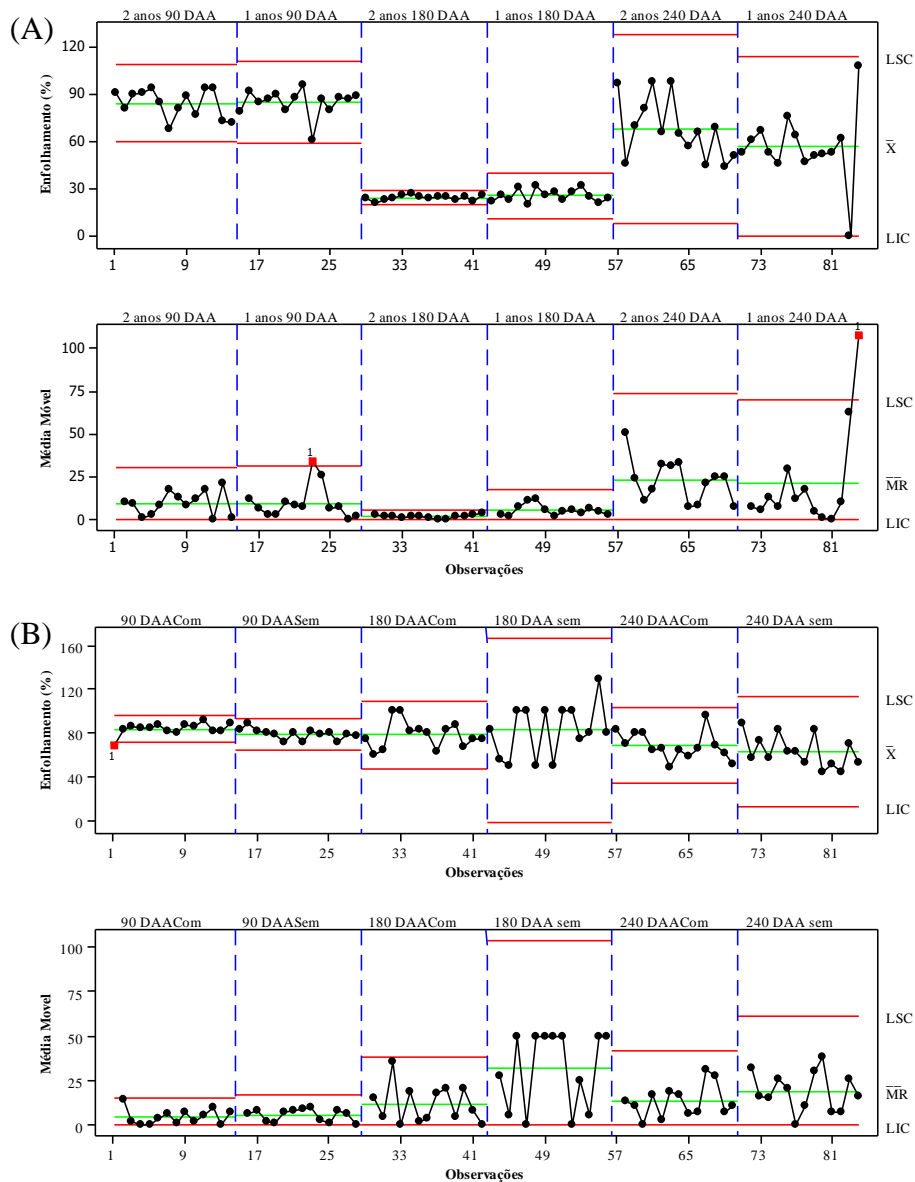 (A)
2 anos 90 DAA 1 anos 90 DAA 2 anos 180 DAA 1 anos 180 DAA 2 anos 240 DAA 1 anos 240 DAA
Enfolhamento (%)
120
90
60
30
0
LSC
X
LIC
1 9 17 25 33 41 49 57 65 73 81
2 anos 90 DAA 1 anos 90 DAA 2 anos 180 DAA 1 anos 180 DAA 2 anos 240 DAA 1 anos 240 DAA
Média Móvel
100
75
50
25
0
1
1
LSC
MR
LIC
1 9 17 25 33 41 49 57 65 73 81
Observações
(B)
90 DAACom 90 DAASem 180 DAACom 180 DAA sem 240 DAACom 240 DAA sem
Enfolhamento (%)
160
120
80
40
0
1
LSC
X
LIC
1 9 17 25 33 41 49 57 65 73 81
Observações
90 DAACom 90 DAASem 180 DAACom 180 DAA sem 240 DAACom 240 DAA sem
Média Movel
100
75
50
25
0
LSC
MR
LIC
1 9 17 25 33 41 49 57 65 73 81
Observações